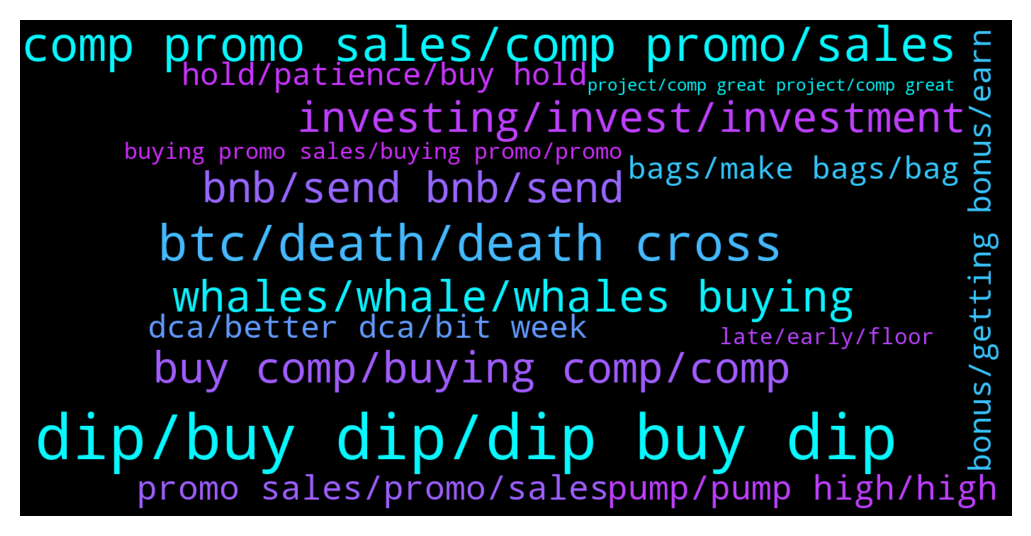 comp promo sales/comp promo/sales
hold/patience/buy hold
project/comp great project/comp great
investing/invest/investment
buying promo sales/buying promo/promo
bags/make bags/bag
bnb/send bnb/send
btc/death/death cross
whales/whale/whales buying
dca/better dca/bit week
late/early/floor
buy comp/buying comp/comp
dip/buy dip/dip buy dip
promo sales/promo/sales
pump/pump high/high
bonus/getting bonus/earn